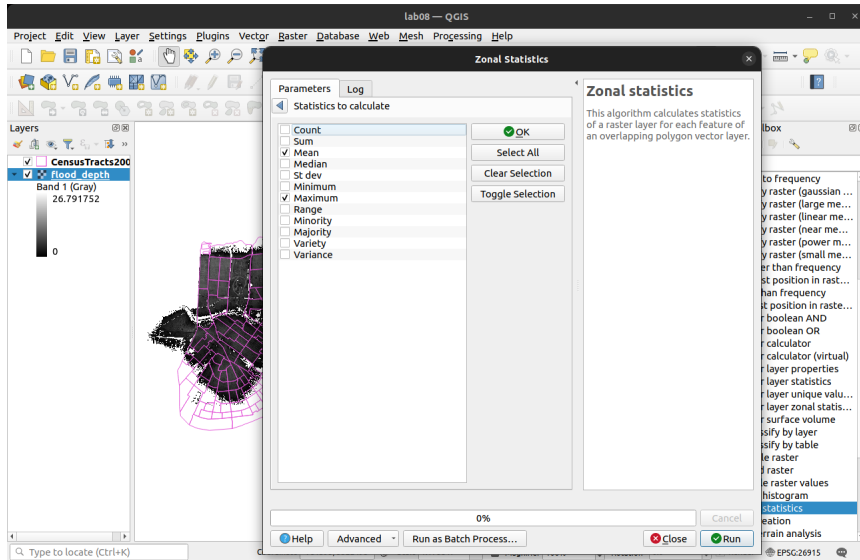 lab08 — QGIS
Project Edit View Layer Settings Plugins Vector Raster Database Web Mesh Processing Help
Zonal Statistics
Parameters Log
Statistics to calculate
Count
Sum
Mean
Median
St dev
Minimum
Maximum
Range
Minority
Majority
Variety
Variance
OK
Select All
Clear Selection
Toggle Selection
Zonal statistics
This algorithm calculates statistics
of a raster layer for each feature of
an overlapping polygon vector layer.
0%
Cancel
Help Advanced Run as Batch Process... Close Run
Layers
CensusTracts200
flood_depth
Band 1 (Gray)
26.791752
0
lbox
to frequency
y raster (gaussian ...
y raster (large me...
y raster (linear me...
y raster (near me...
y raster (power m...
y raster (small me...
er than frequency
st position in rast...
han frequency
st position in raste...
r boolean AND
r boolean OR
r calculator
r calculator (virtual)
r layer properties
r layer statistics
r layer unique valu...
r layer zonal statis...
r surface volume
ssify by layer
ssify by table
le raster
l raster
e raster values
histogram
statistics
eation
rrain analysis
Type to locate (Ctrl+K)
EPSG:26915